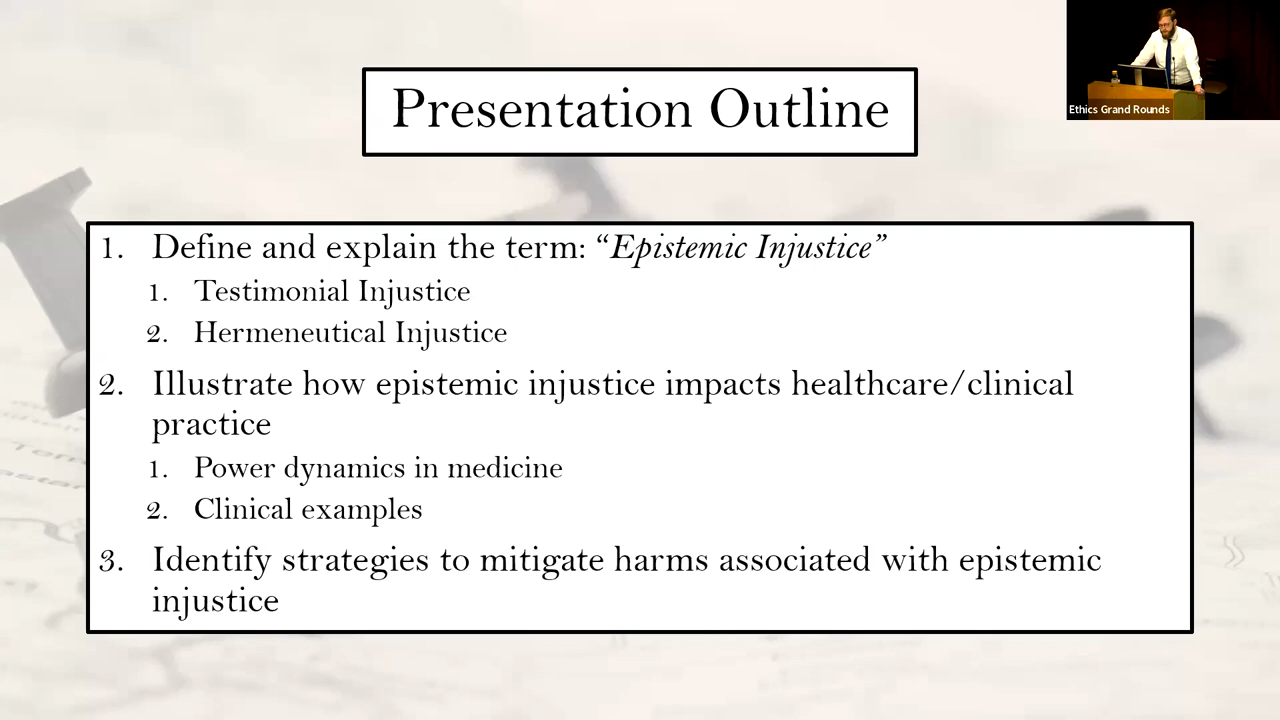 Presentation Outline
Ethics Grand Rounds
1. Define and explain the term: “Epistemic Injustice”
1. Testimonial Injustice
2. Hermeneutical Injustice
2. Illustrate how epistemic injustice impacts healthcare/clinical
practice
1. Power dynamics in medicine
2. Clinical examples
3. Identify strategies to mitigate harms associated with epistemic
injustice